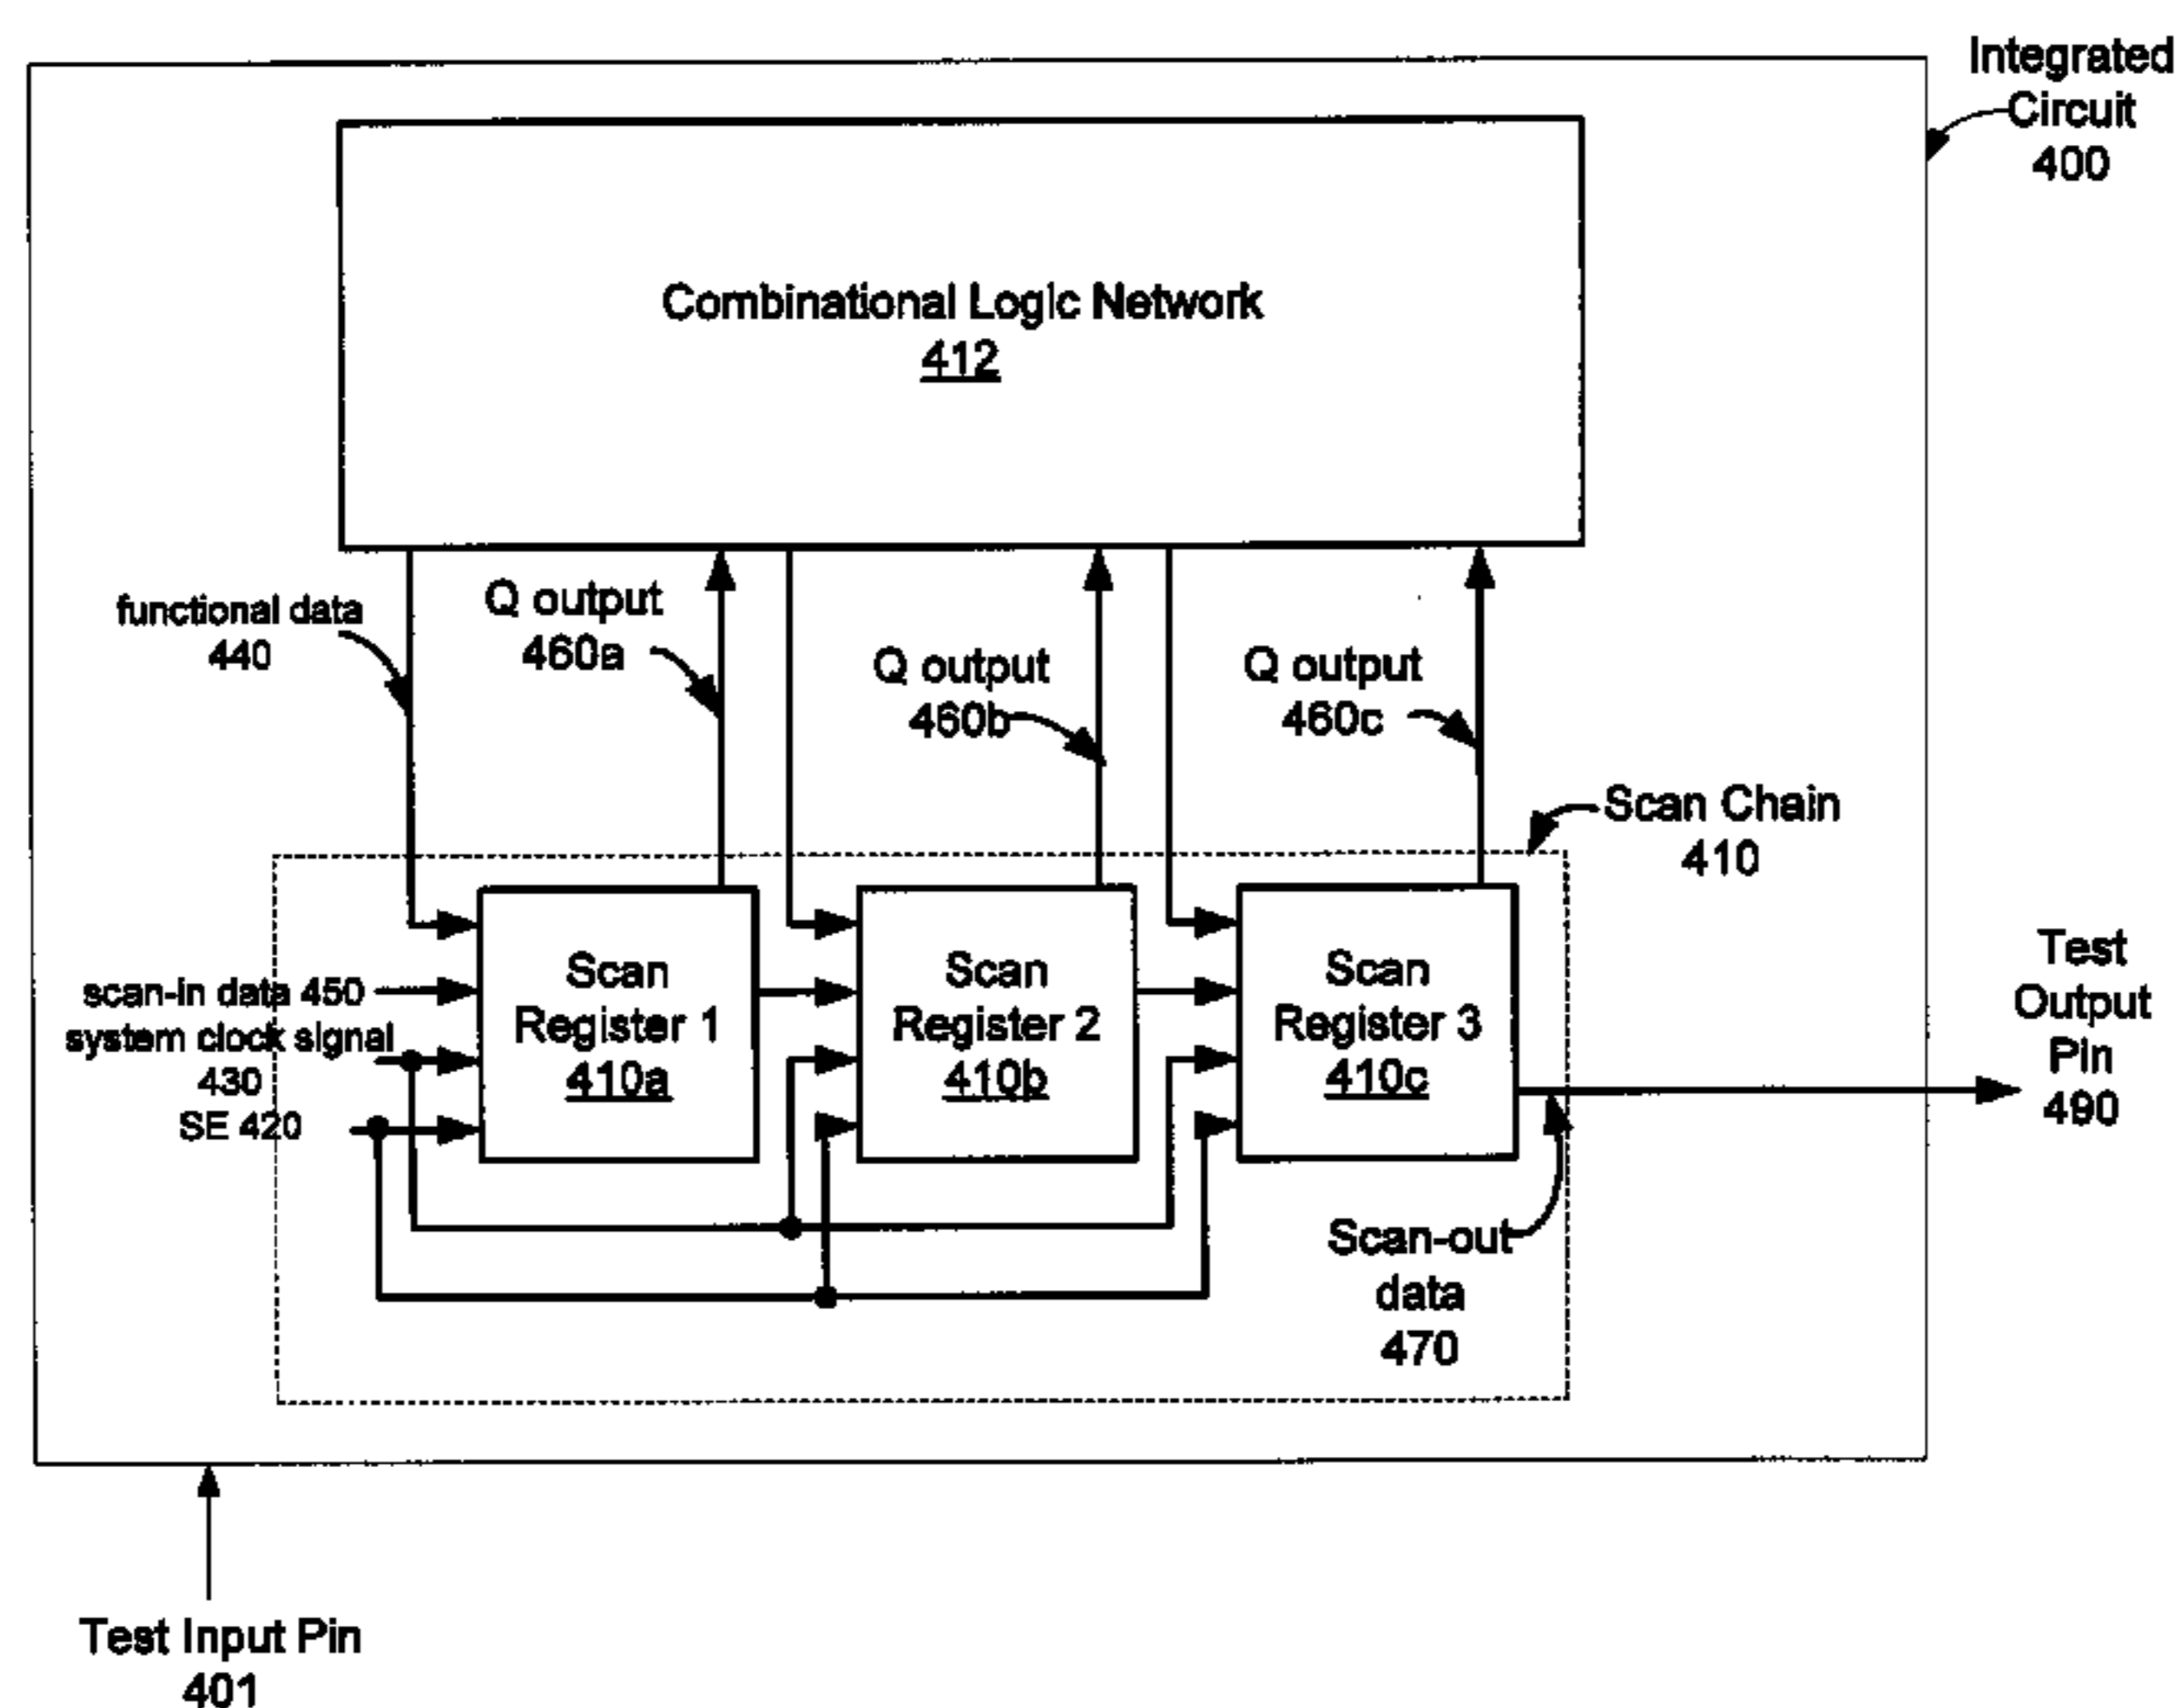 Integrated
Circuit
400
Combinational Logic Network
412
functional data
440
Q output
460a
Q output
460b
Q output
460c
Scan Chain
410
scan-in data 450
system clock signal
430
SE 420
Scan
Register 1
410a
Scan
Register 2
410b
Scan
Register 3
410c
Test
Output
Pin
490
Scan-out
data
470
Test Input Pin
401